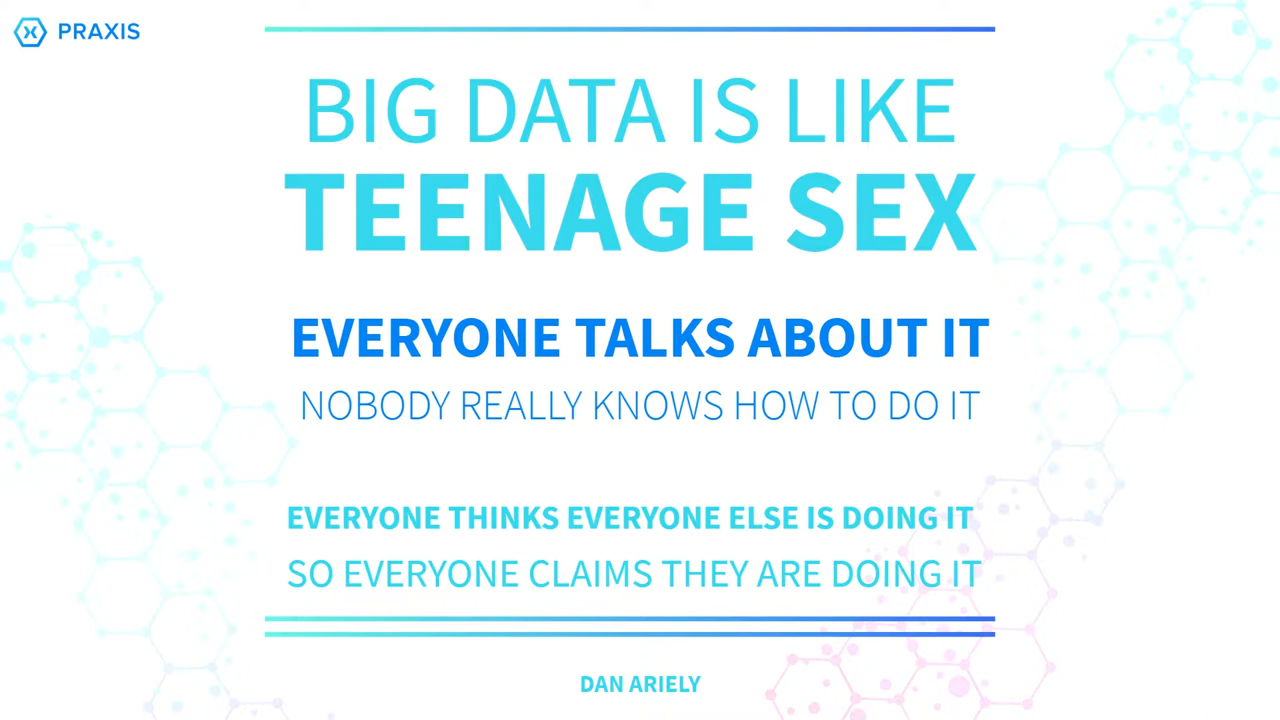 PRAXIS
BIG DATA IS LIKE
TEENAGE SEX
EVERYONE TALKS ABOUT IT
NOBODY REALLY KNOWS HOW TO DO IT
EVERYONE THINKS EVERYONE ELSE IS DOING IT
SO EVERYONE CLAIMS THEY ARE DOING IT
DAN ARIELY